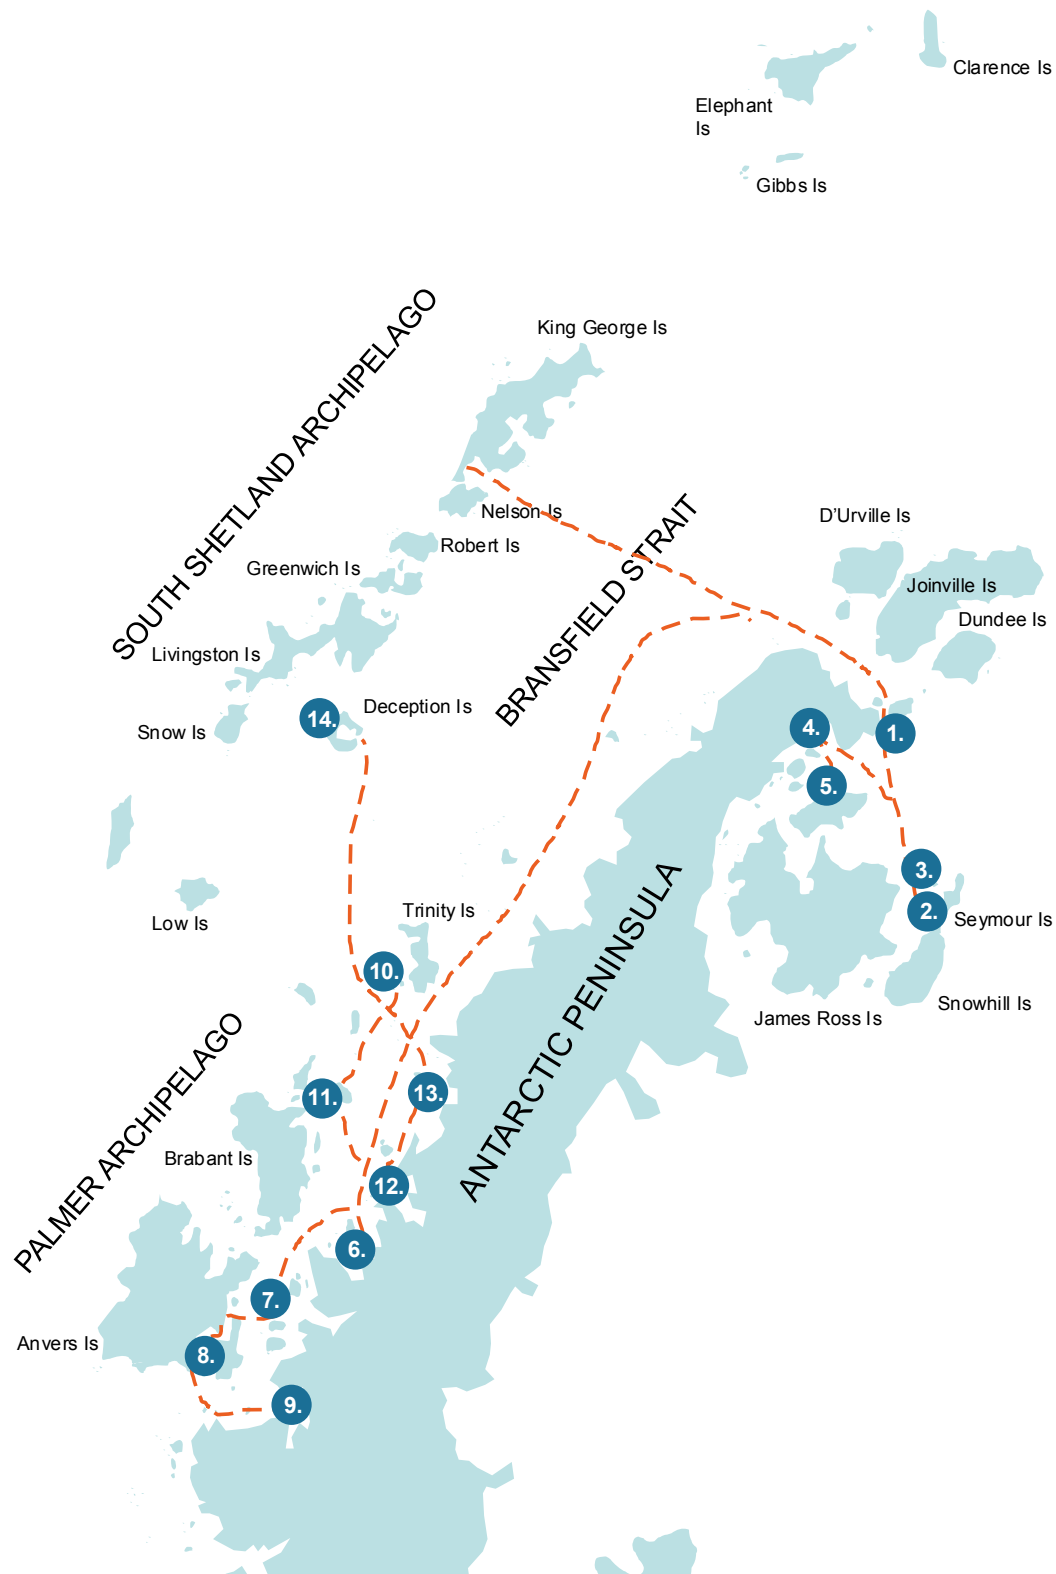 Clarence Is
Elephant
Is
Gibbs Is
SOUTH SHETLAND ARCHIPELAGO
King George Is
Nelson Is
Robert Is
Greenwich Is
Livingston Is
Snow Is
Deception Is
14.
BRANSFIELD STRAIT
D'Urville Is
Joinville Is
Dundee Is
1.
4.
5.
3.
2.
Seymour Is
Snowhill Is
James Ross Is
Low Is
Trinity Is
10.
ANTARCTIC PENINSULA
PALMER ARCHIPELAGO
11.
13.
Brabant Is
12.
6.
7.
Anvers Is
8.
9.